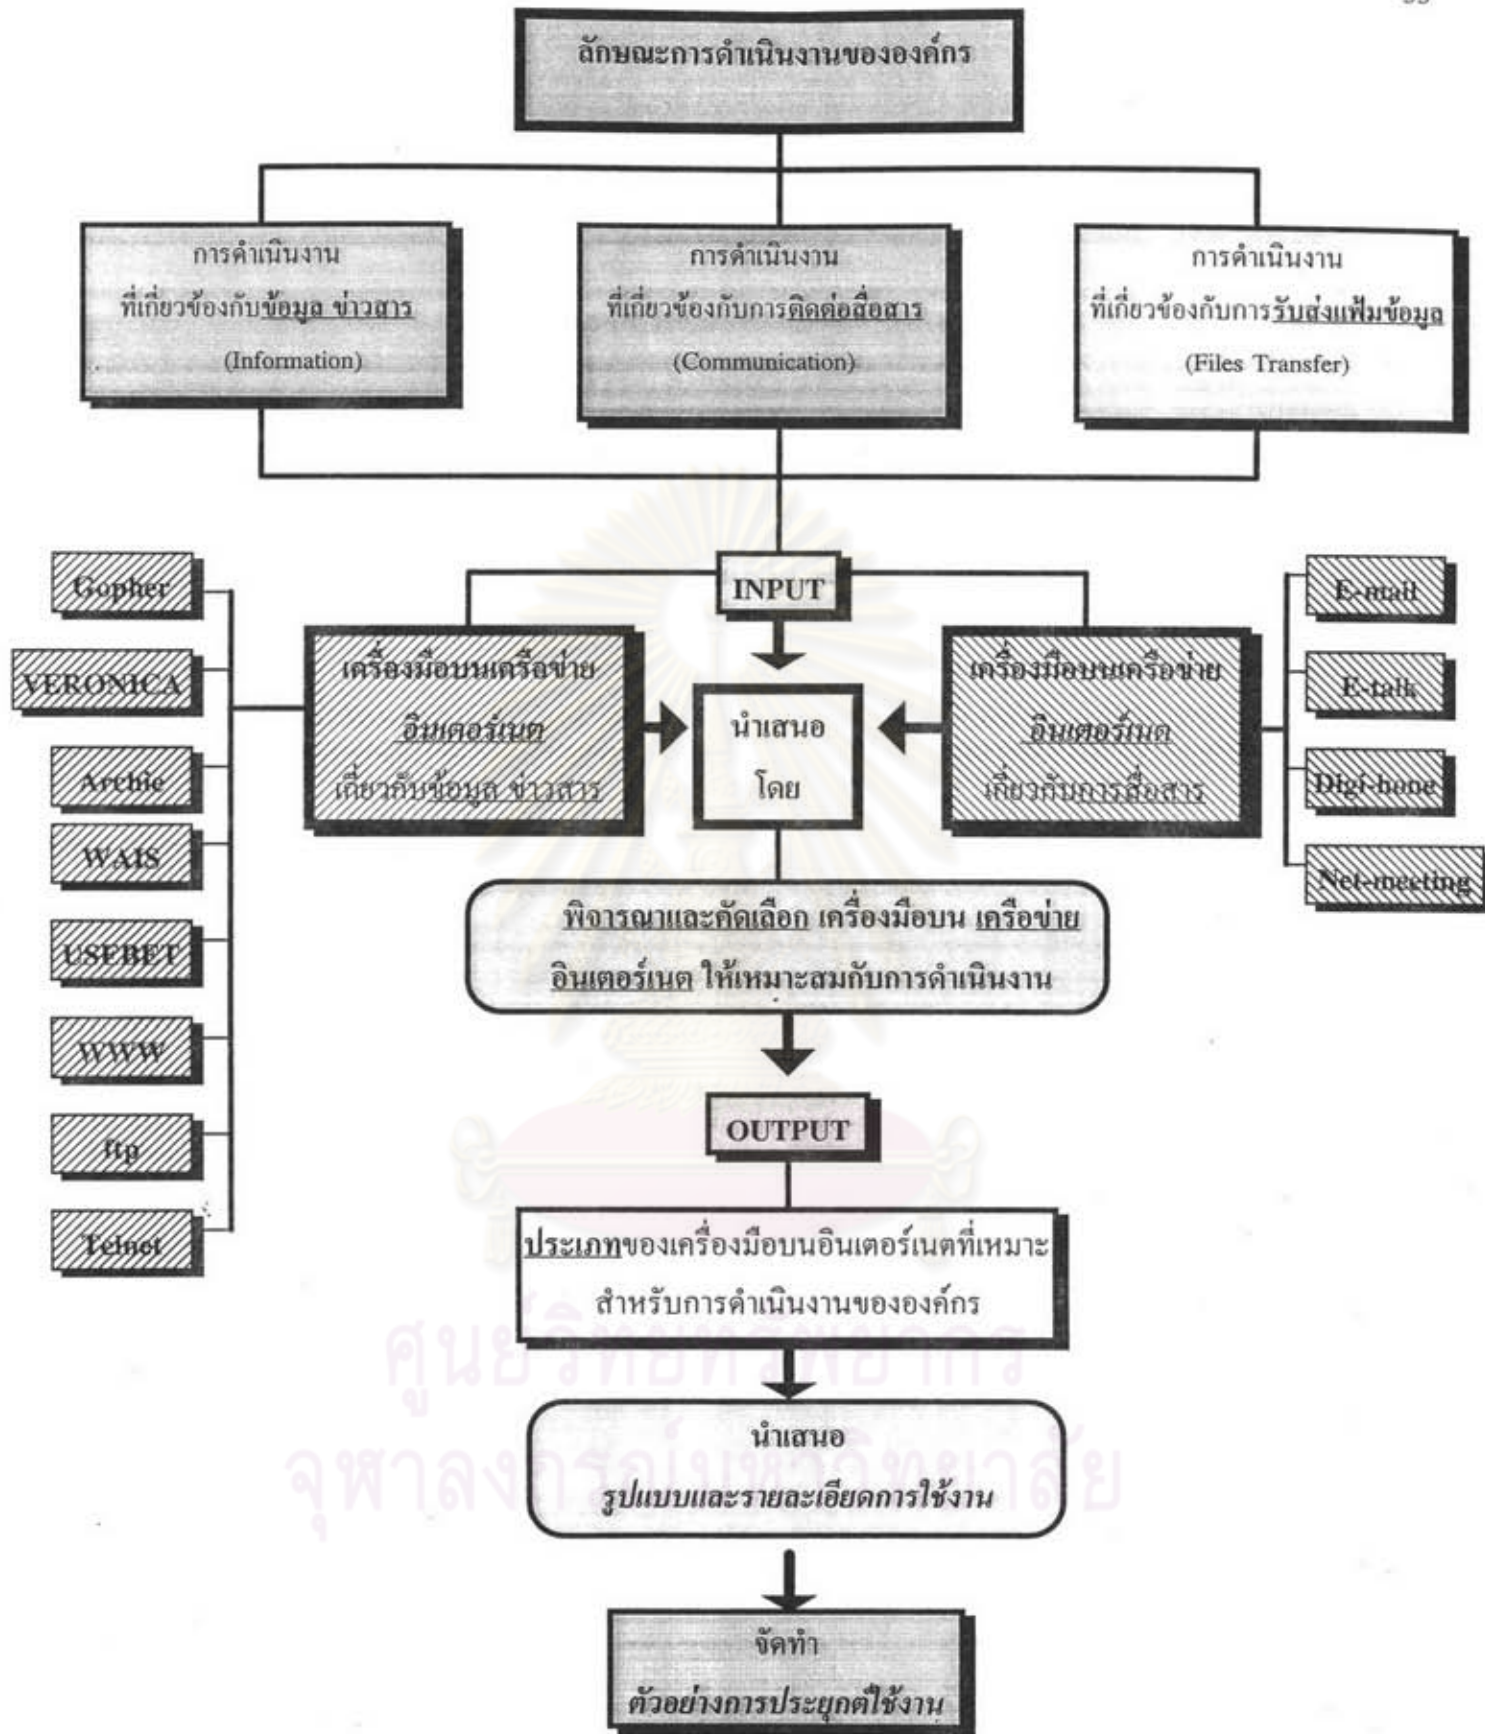 ลักษณะการดำเนินงานขององค์กร
การดำเนินงาน
ที่เกี่ยวข้องกับข้อมูล ข่าวสาร
(Information)
การดำเนินงาน
ที่เกี่ยวข้องกับการติดต่อสื่อสาร
(Communication)
การดำเนินงาน
ที่เกี่ยวข้องกับการรับส่งแฟ้มข้อมูล
(Files Transfer)
INPUT
Gopher
VERONICA
Archie
WAIS
USEBET
WWW
ftp
Telnet
เครื่องมือบนเครือข่าย
อินเตอร์เนต
เกี่ยวกับข้อมูล ข่าวสาร
นำเสนอ
โดย
เครื่องมือบนเครือข่าย
อินเตอร์เนต
เกี่ยวกับการสื่อสาร
E-mail
E-talk
Digi-hone
Net-meeting
พิจารณาและคัดเลือก เครื่องมือบน เครือข่าย
อินเตอร์เนต ให้เหมาะสมกับการดำเนินงาน
OUTPUT
ประเภทของเครื่องมือบนอินเตอร์เนตที่เหมาะ
สำหรับการดำเนินงานขององค์กร
ศูนย์วิทยทรัพยากร
จุฬาลงกรณ์มหาวิทยาลัย
นำเสนอ
รูปแบบและรายละเอียดการใช้งาน
จัดทำ
ตัวอย่างการประยุกต์ใช้งาน